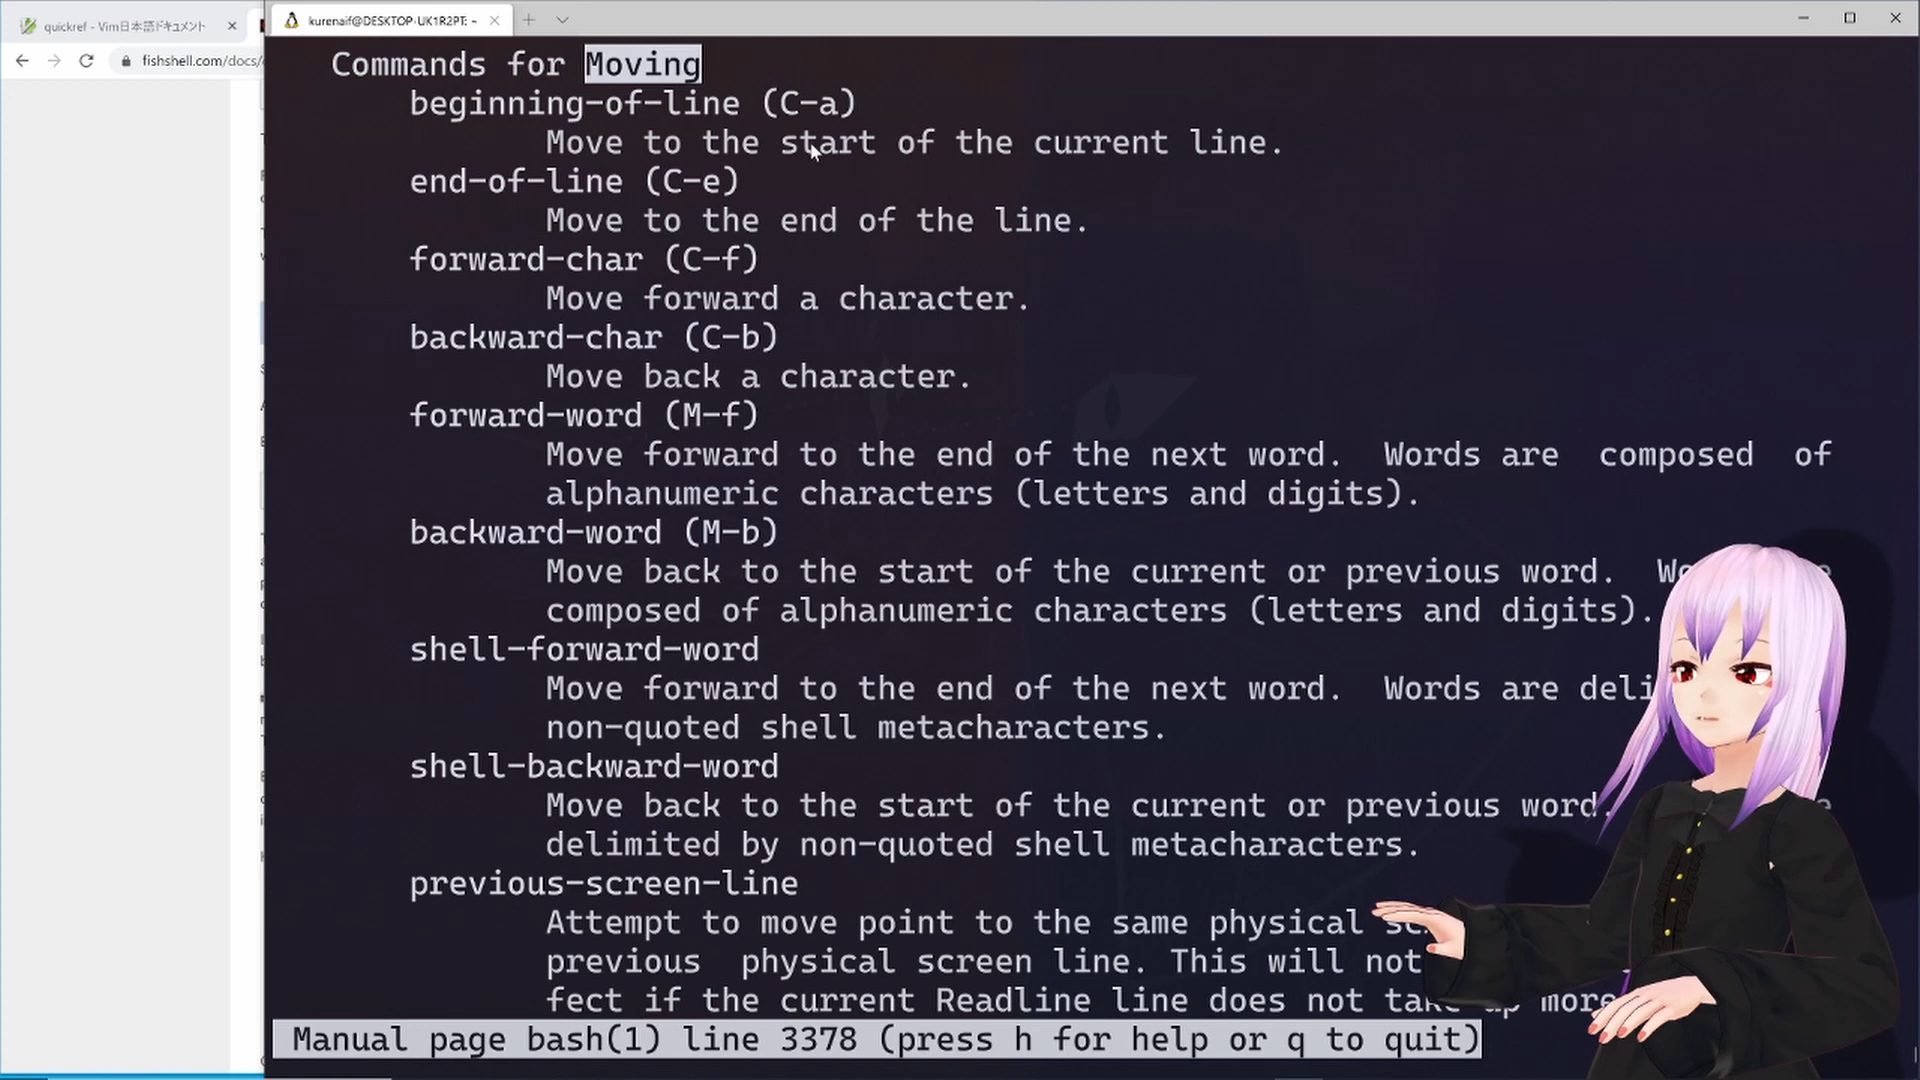 quickref - Vim日本語ドキュメント
kurenaif@DESKTOP-UK1R2PT: ~
fishshell.com/docs/
Commands for Moving
beginning-of-line (C-a)
Move to the start of the current line.
end-of-line (C-e)
Move to the end of the line.
forward-char (C-f)
Move forward a character.
backward-char (C-b)
Move back a character.
forward-word (M-f)
Move forward to the end of the next word. Words are composed of
alphanumeric characters (letters and digits).
backward-word (M-b)
Move back to the start of the current or previous word.
composed of alphanumeric characters (letters and digits).
shell-forward-word
Move forward to the end of the next word. Words are deli
non-quoted shell metacharacters.
shell-backward-word
Move back to the start of the current or previous word.
delimited by non-quoted shell metacharacters.
previous-screen-line
Attempt to move point to the same physical
previous physical screen line. This will not
fect if the current Readline line does not take up more
Manual page bash(1) line 3378 (press h for help or q to quit)